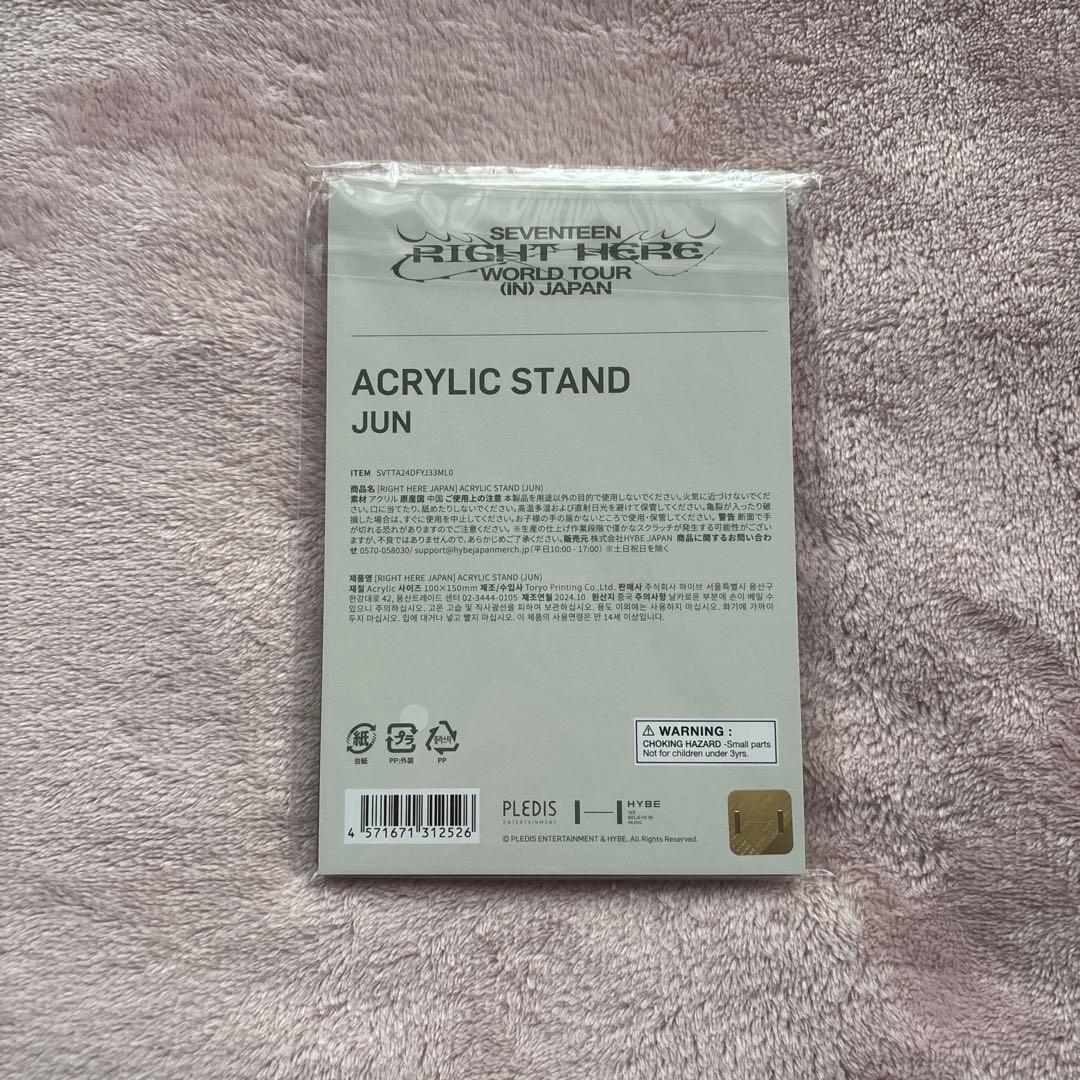 SEVENTEEN
RIGHT HERE
WORLD TOUR
(IN) JAPAN
ACRYLIC STAND
JUN
ITEM SVTTA24DFYJ33ML0
商品名 [RIGHT HERE JAPAN] ACRYLIC STAND (JUN)
素材 アクリル 原産国 中国 ご使用上の注意 本製品を用途以外の目的で使用しないでください。火気に近づけないでくだ
さい。口に当てたり、舐めたりしないでください。高温多湿および直射日光を避けて保管してください。亀裂が入ったり破
損した場合は、すぐに使用を中止してください。お子様の手の届かないところで使用・保管してください。警告 断面で手
が切れる恐れがありますのでご注意ください。※生産の仕上げ作業段階で僅かなスクラッチが発生する可能性がござい
ますが、不良ではありませんので、あらかじめご了承ください。販売元 株式会社HYBE JAPAN 商品に関するお問い合わ
せ 0570-058030/ support@hybejapanmerch.jp (平日10:00 - 17:00) ※土日祝日を除く
제품명 [RIGHT HERE JAPAN] ACRYLIC STAND (JUN)
재질 Acrylic 사이즈 100×150mm 제조/수입사 Toryo Printing Co.,Ltd. 판매사 주식회사 하이브 서울특별시 용산구
한강대로 42, 용산트레이드 센터 02-3444-0105 제조연월 2024.10 원산지 중국 주의사항 날카로운 부분에 손이 베일 수
있으니 주의하십시오. 고온 고습 및 직사광선을 피하여 보관하십시오. 용도 이외에는 사용하지 마십시오. 화기에 가까이
두지 마십시오. 입에 대거나 넣고 빨지 마십시오. 이 제품의 사용연령은 만 14세 이상입니다.
紙 プラ 플라스틱
台紙 PP:外装 PP
WARNING :
CHOKING HAZARD -Small parts
Not for children under 3yrs.
4 571671 312526
PLEDIS
ENTERTAINMENT
HYBE
WE
BELIEVE IN
MUSIC
© PLEDIS ENTERTAINMENT & HYBE. All Rights Reserved.